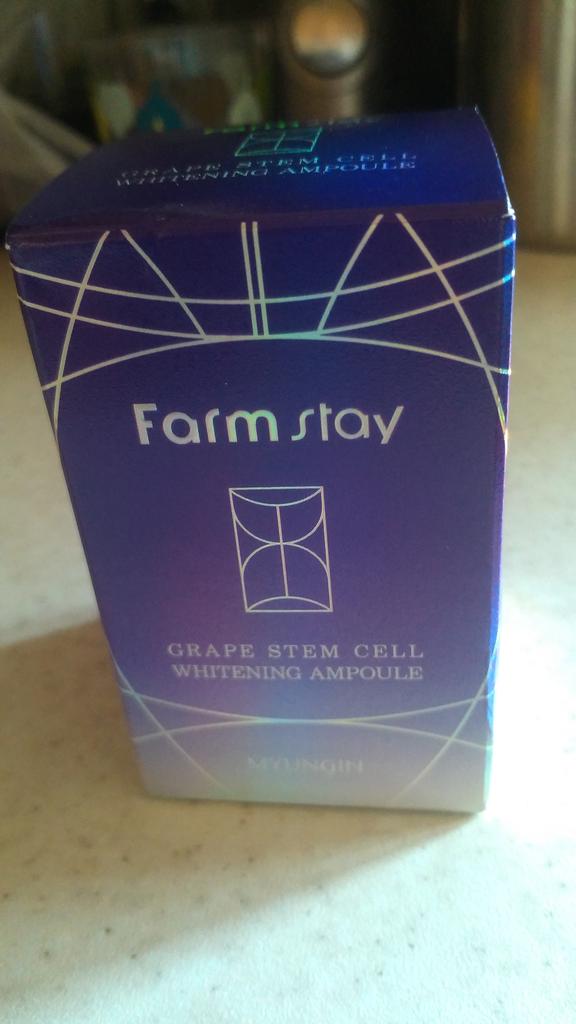 GRAPE STEM CELL
WHITENING AMPOULE
Farm stay
GRAPE STEM CELL
WHITENING AMPOULE
MYUNGIN